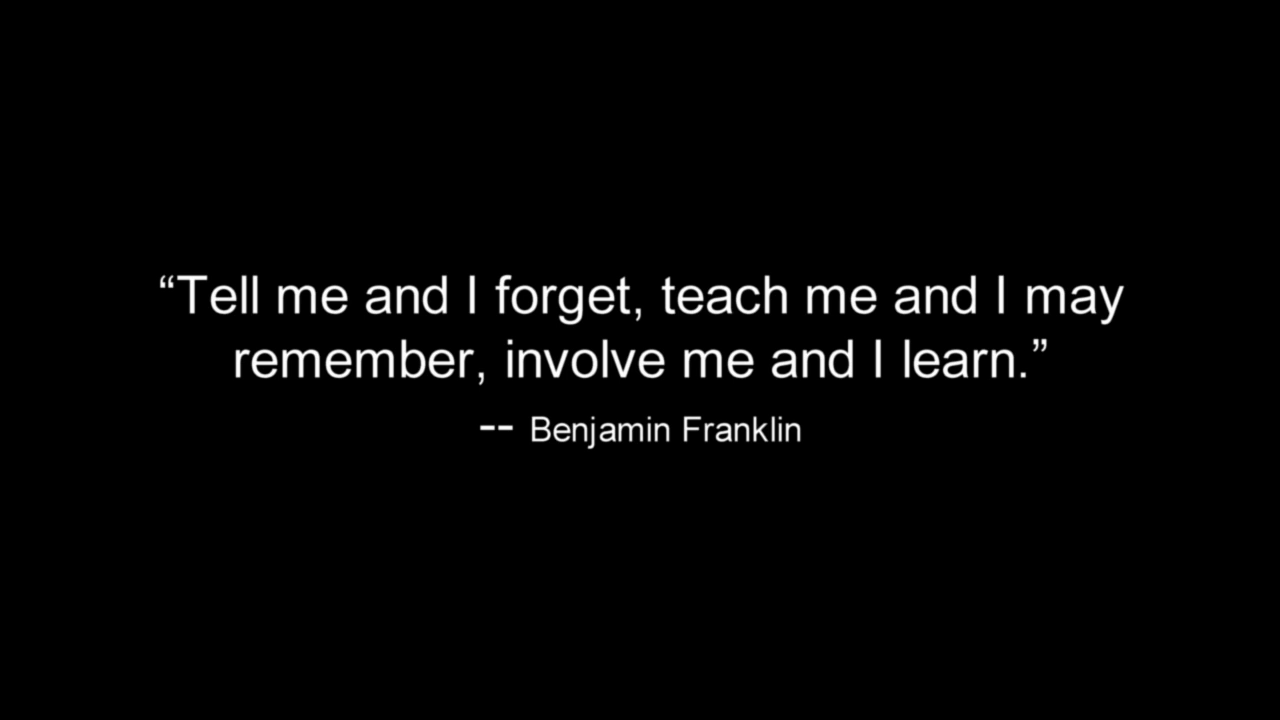 “Tell me and I forget, teach me and I may
remember, involve me and I learn.”
-- Benjamin Franklin